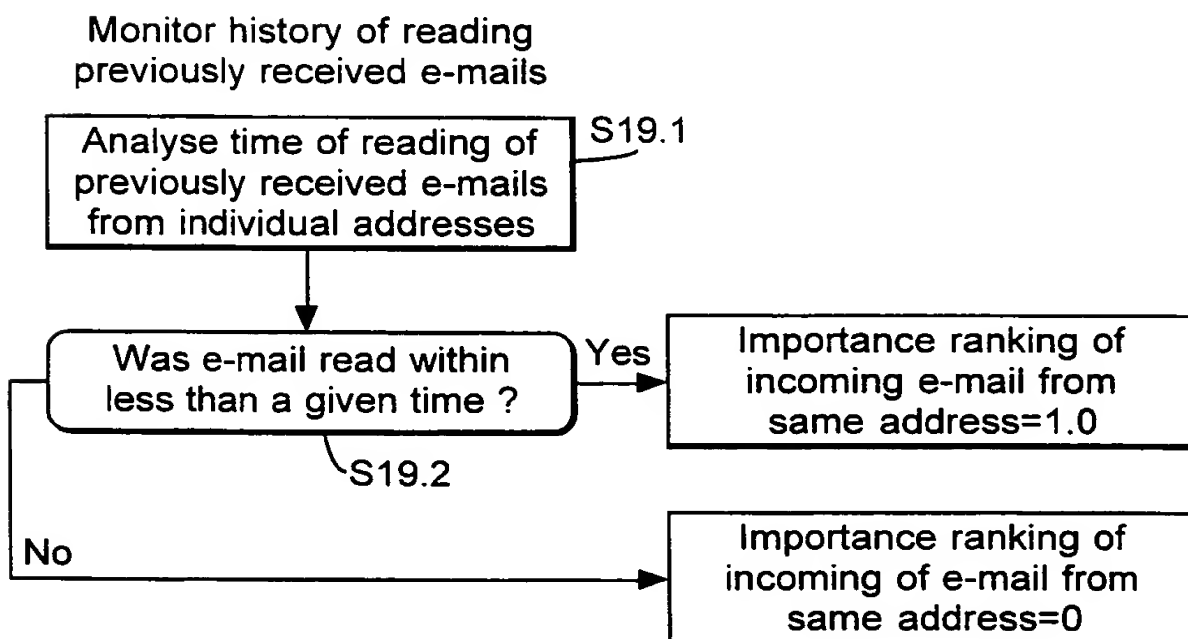 Monitor history of reading
previously received e-mails
Analyse time of reading of
previously received e-mails
from individual addresses
S19.1
Was e-mail read within
less than a given time ?
S19.2
Yes
Importance ranking of
incoming e-mail from
same address=1.0
No
Importance ranking of
incoming of e-mail from
same address=0